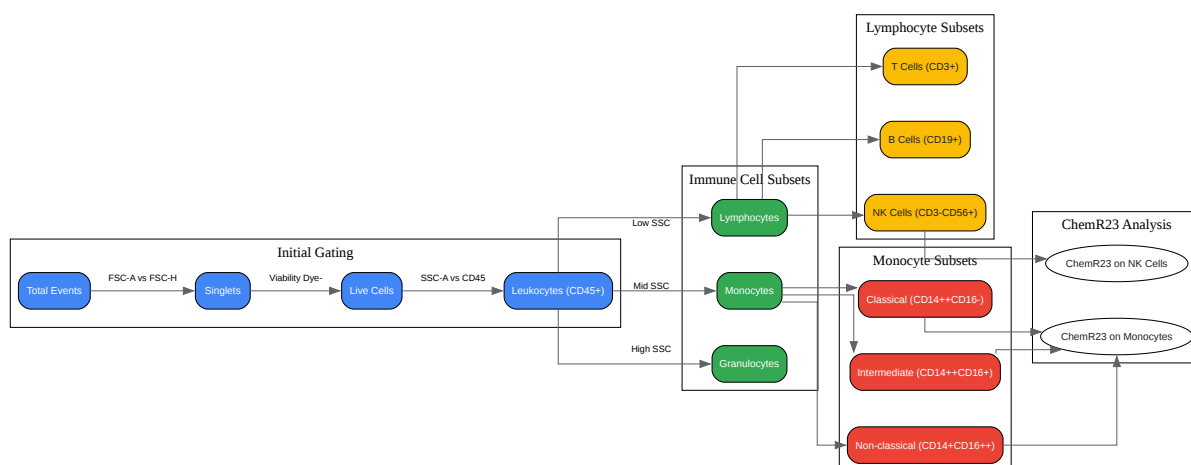 Initial Gating
Total Events
FSC-A vs FSC-H
Singlets
Viability Dye-
Live Cells
SSC-A vs CD45
Leukocytes (CD45+)
Low SSC
Mid SSC
High SSC
Immune Cell Subsets
Lymphocytes
Monocytes
Granulocytes
Lymphocyte Subsets
T Cells (CD3+)
B Cells (CD19+)
NK Cells (CD3-CD56+)
Monocyte Subsets
Classical (CD14++CD16-)
Intermediate (CD14++CD16+)
Non-classical (CD14+CD16++)
ChemR23 Analysis
ChemR23 on NK Cells
ChemR23 on Monocytes